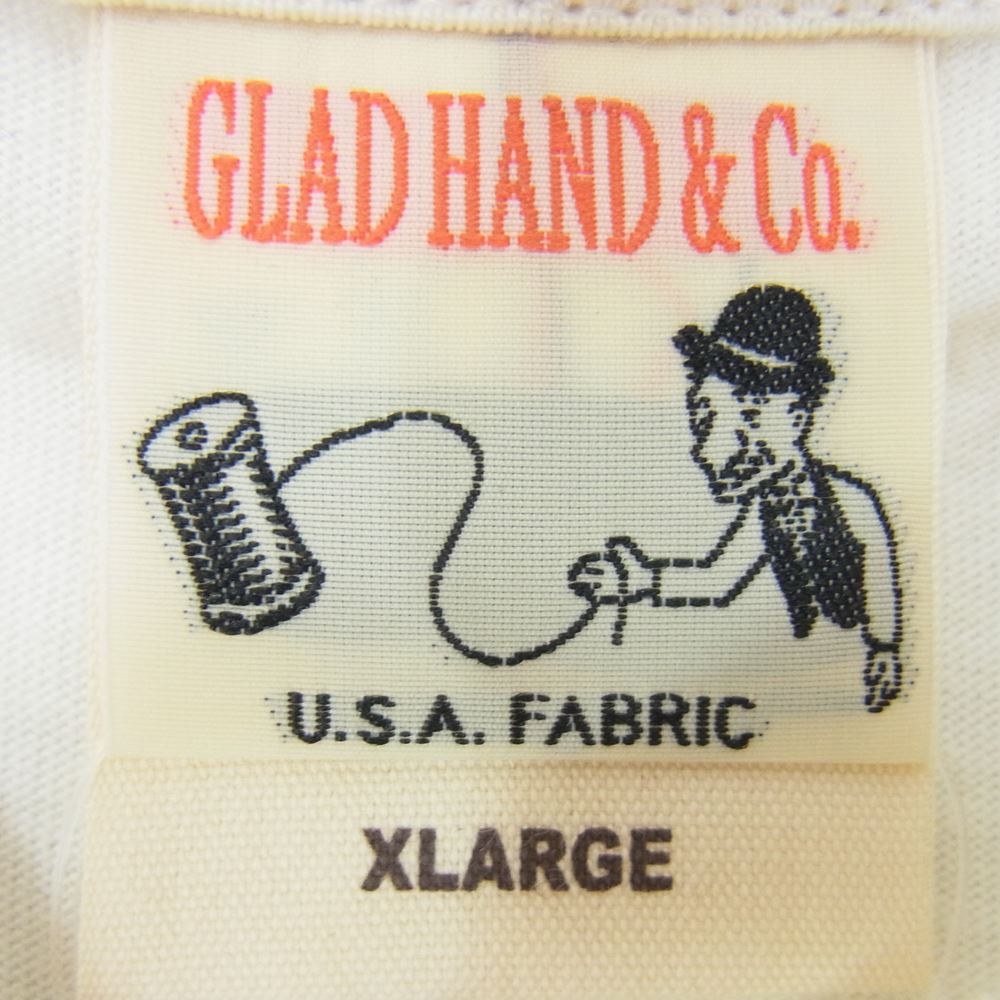 GLAD HAND & Co.
U.S.A. FABRIC
XLARGE